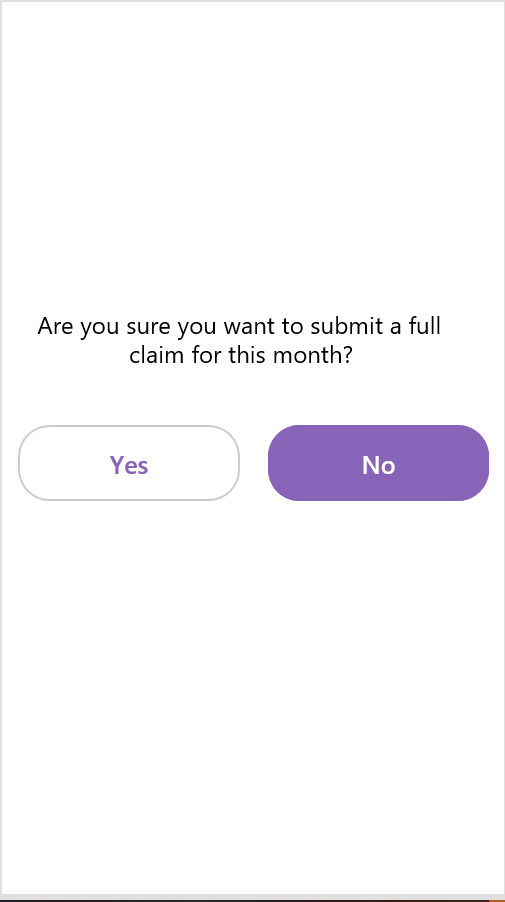 Are you sure you want to submit a full
claim for this month?
Yes
No